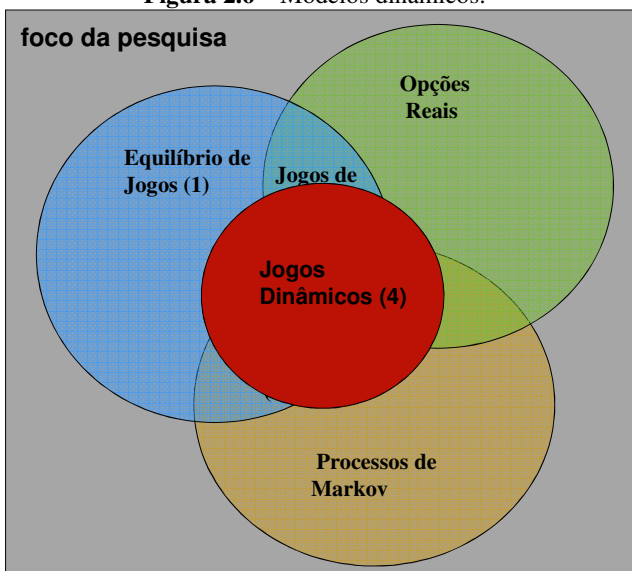 Figura 2.6 – Modelos dinâmicos.
foco da pesquisa
Opções
Reais
Equilíbrio de
Jogos (1)
Jogos de
Jogos
Dinâmicos (4)
(
Processos de
Markov